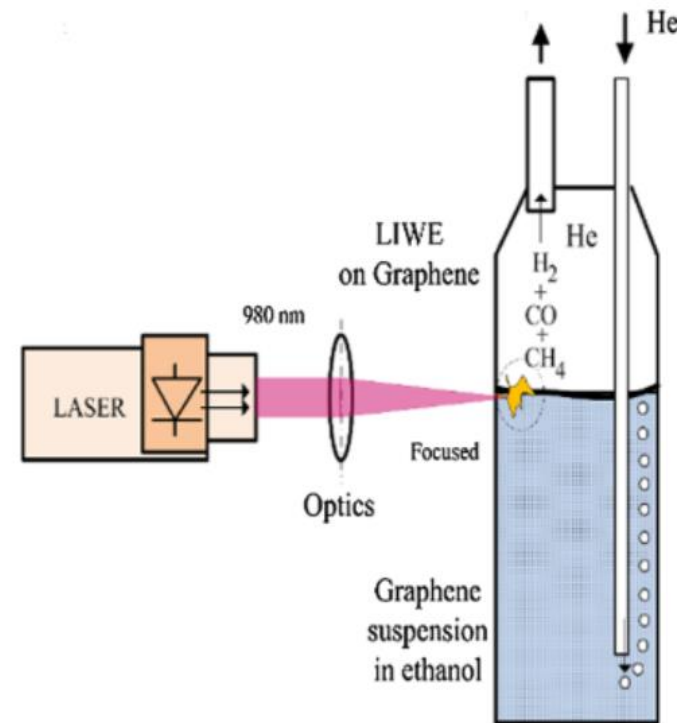 He
LIWE
on Graphene
He
H2
+
CO
+
CH4
980 nm
LASER
Focused
Optics
Graphene
suspension
in ethanol